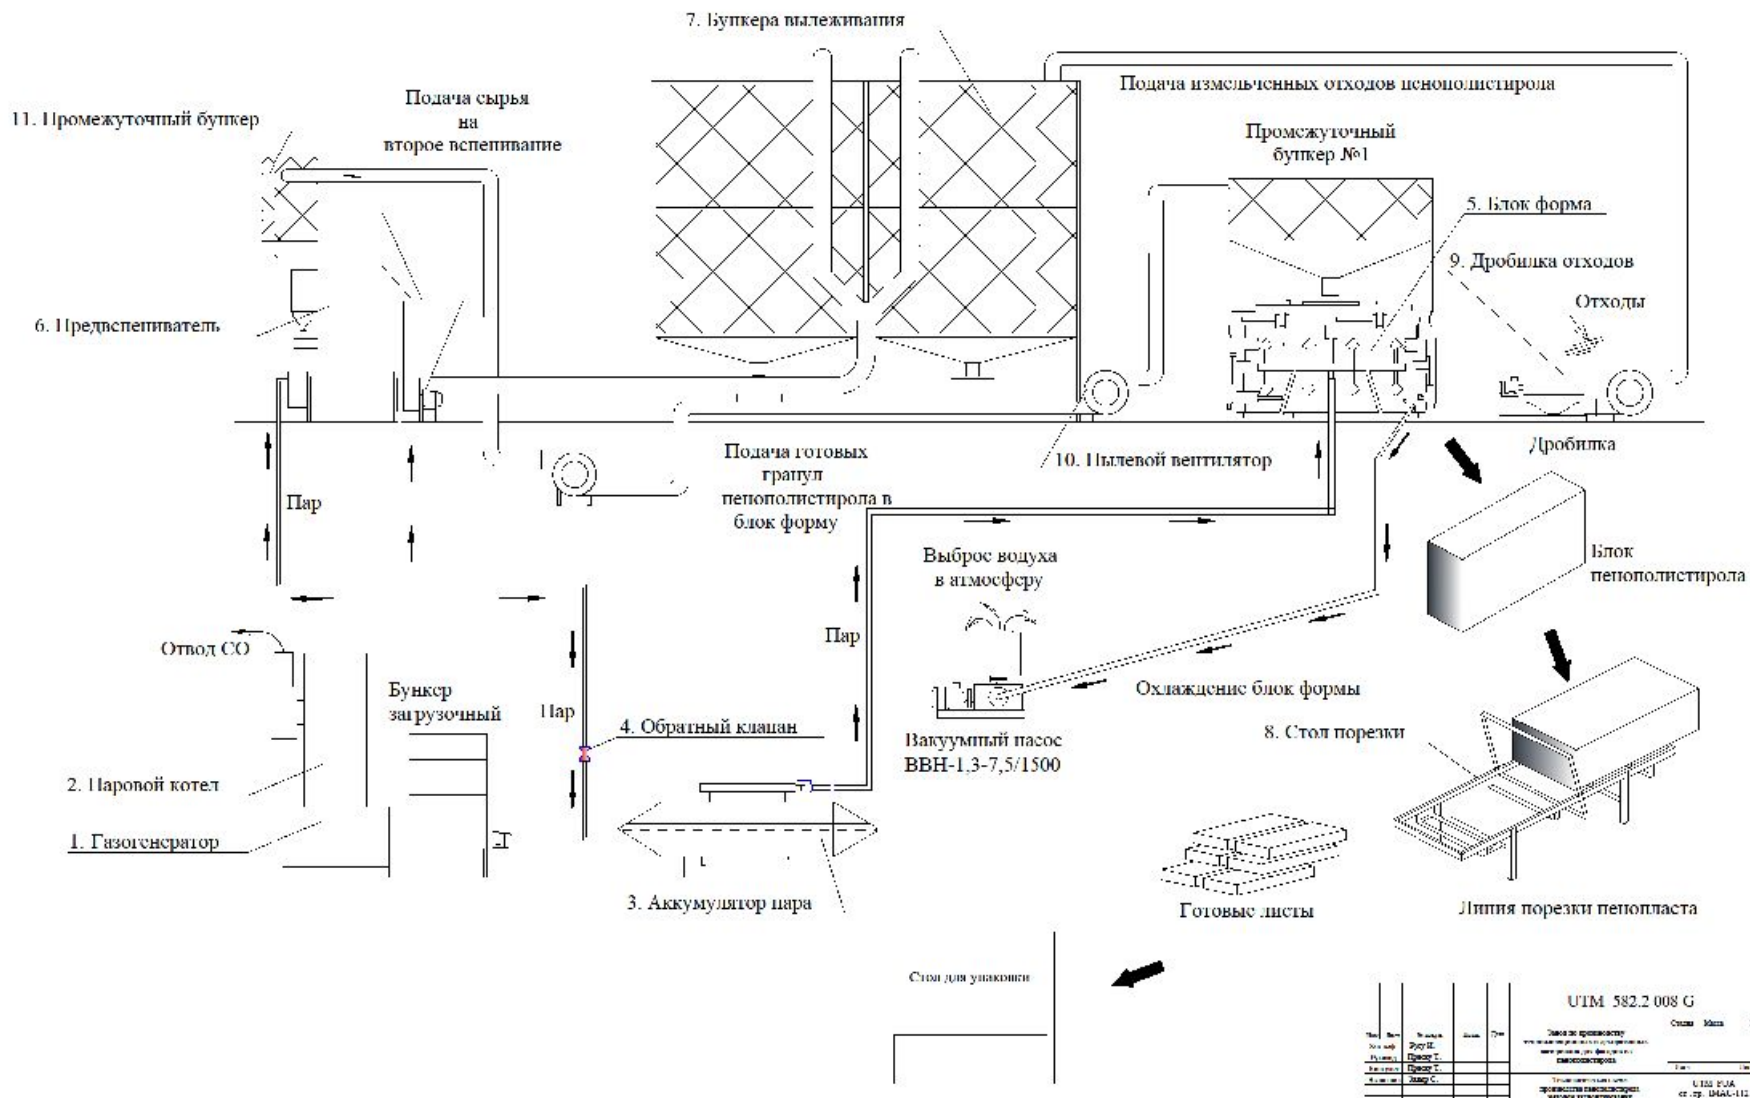 7. Бункера вылеживания
Подача измельченных отходов пенополистирола
Подача сырья
на
второе вспенивание
11. Промежуточный бункер
Промежуточный
бункер №1
5. Блок форма
9. Дробилка отходов
Отходы
6. Предвспениватель
Подача готовых
гранул
пенополистирола в
блок форму
10. Пылевой вентилятор
Дробилка
Пар
Выброс водуха
в атмосферу
Блок
пенополистирола
Отвод СО
Пар
Бункер
загрузочный
Пар
Охлаждение блок формы
4. Обратный клапан
Вакуумный насос
ВВН-1,3-7,5/1500
8. Стол порезки
2. Паровой котел
1. Газогенератор
3. Аккумулятор пара
Готовые листы
Линия порезки пенопласта
Стол для упаковки
UTM 582.2 008 G